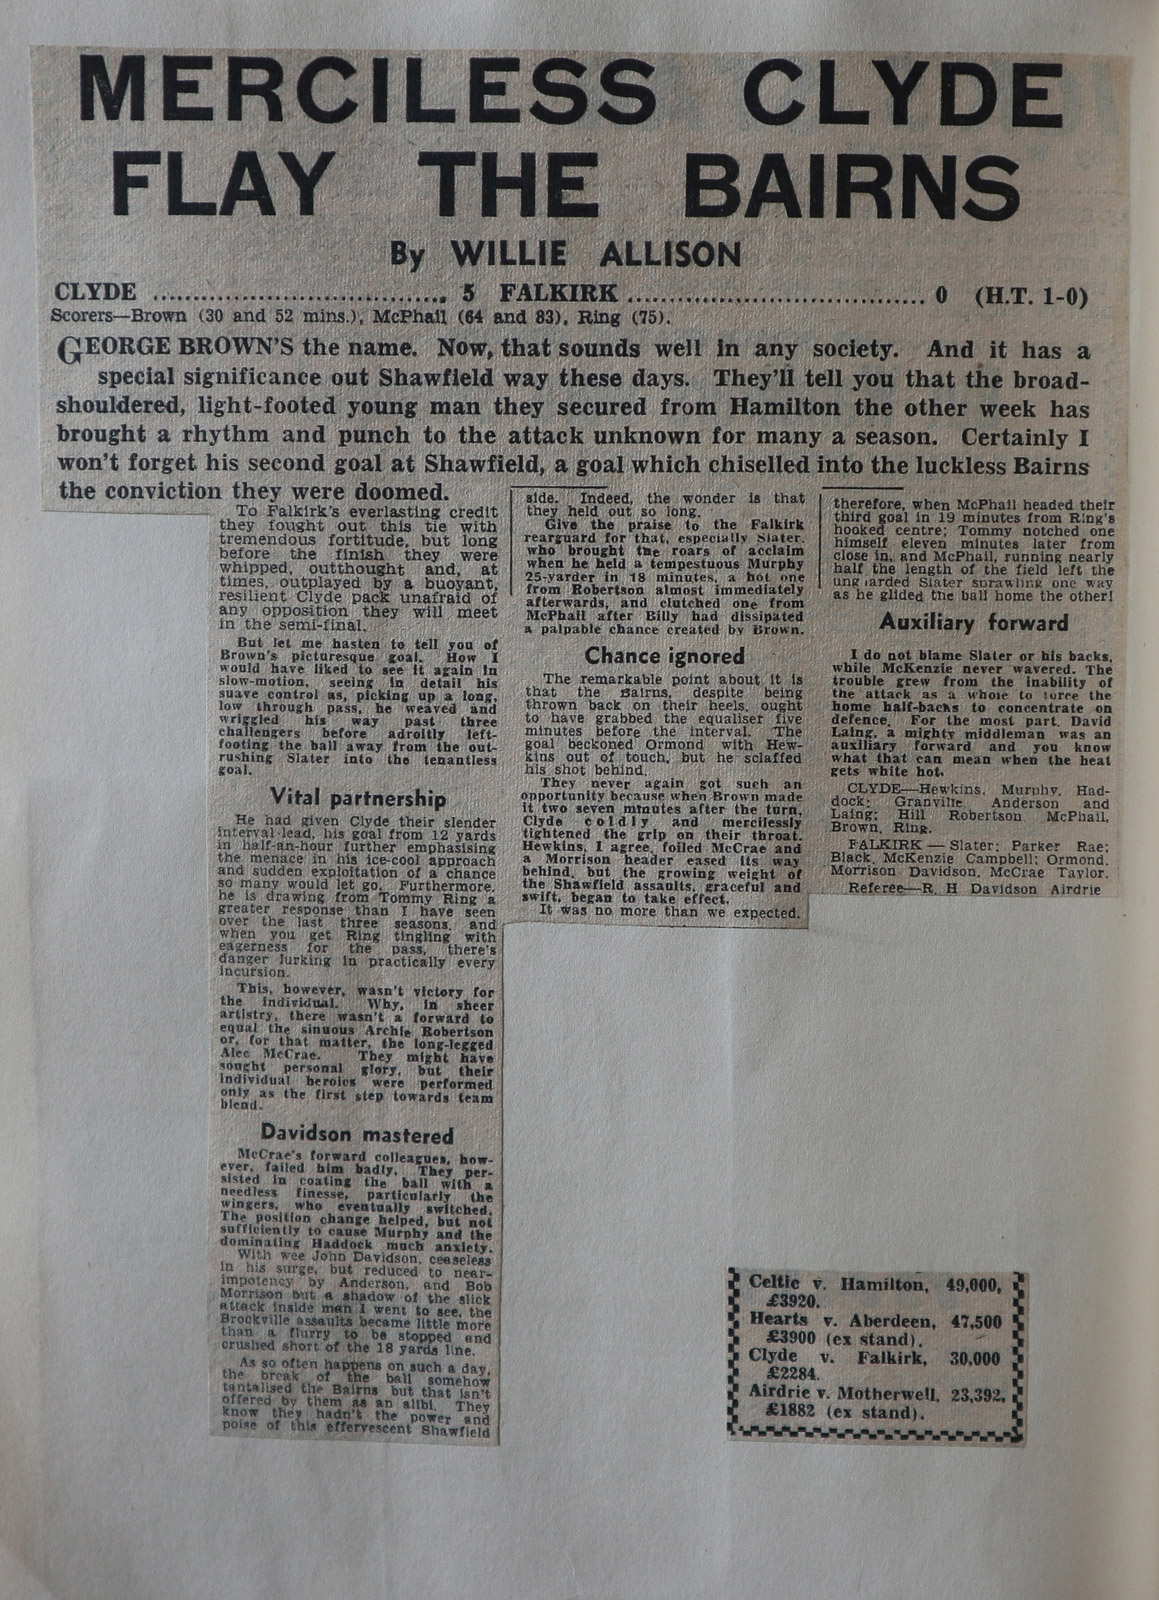 MERCILESS CLYDE
FLAY THE BAIRNS
By WILLIE ALLISON
CLYDE .................................... 5 FALKIRK .................................... 0 (H.T. 1-0)
Scorers—Brown (30 and 52 mins.), McPhail (64 and 83), Ring (75).
GEORGE BROWN'S the name. Now, that sounds well in any society. And it has a
special significance out Shawfield way these days. They'll tell you that the broad-
shouldered, light-footed young man they secured from Hamilton the other week has
brought a rhythm and punch to the attack unknown for many a season. Certainly I
won't forget his second goal at Shawfield, a goal which chiselled into the luckless Bairns
the conviction they were doomed.
To Falkirk's everlasting credit
they fought out this tie with
tremendous fortitude, but long
before the finish they were
whipped, outthought and, at
times, outplayed by a buoyant,
resilient Clyde pack unafraid of
any opposition they will meet
in the semi-final.
But let me hasten to tell you of
Brown's picturesque goal. How I
would have liked to see it again in
slow-motion, seeing in detail his
suave control as, picking up a long,
low through pass, he weaved and
wriggled his way past three
challengers before adroitly left-
footing the ball away from the out-
rushing Slater into the tenantless
goal.
Vital partnership
He had given Clyde their slender
interval-lead, his goal from 12 yards
in half-an-hour further emphasising
the menace in his ice-cool approach
and sudden exploitation of a chance
so many would let go. Furthermore,
he is drawing from Tommy Ring a
greater response than I have seen
over the last three seasons, and
when you get Ring tingling with
eagerness for the pass, there's
danger lurking in practically every
incursion.
This, however, wasn't victory for
the individual. Why, in sheer
artistry, there wasn't a forward to
equal the sinuous Archie Robertson
or, for that matter, the long-legged
Alec McCrae. They might have
sought personal glory, but their
individual heroics were performed
only as the first step towards team
blend.
Davidson mastered
McCrae's forward colleagues, how-
ever, failed him badly. They per-
sisted in coating the ball with a
needless finesse, particularly the
wingers, who eventually switched.
The position change helped, but not
sufficiently to cause Murphy and the
dominating Haddock much anxiety.
With wee John Davidson, ceaseless
in his surge, but reduced to near-
impotency by Anderson, and Bob
Morrison but a shadow of the slick
attack inside man I went to see, the
Brockville assaults became little more
than a flurry to be stopped and
crushed short of the 18 yards line.
As so often happens on such a day,
the break of the ball somehow
tantalised the Bairns but that isn't
offered by them as an alibi. They
know they hadn't the power and
poise of this effervescent Shawfield
side. Indeed, the wonder is that
they held out so long.
Give the praise to the Falkirk
rearguard for that, especially Slater,
who brought the roars of acclaim
when he held a tempestuous Murphy
25-yarder in 18 minutes, a hot one
from Robertson almost immediately
afterwards, and clutched one from
McPhail after Billy had dissipated
a palpable chance created by Brown.
Chance ignored
The remarkable point about it is
that the Bairns, despite being
thrown back on their heels, ought
to have grabbed the equaliser five
minutes before the interval. The
goal beckoned Ormond with Hew-
kins out of touch, but he sclaffed
his shot behind.
They never again got such an
opportunity because when Brown made
it two seven minutes after the turn,
Clyde coldly and mercilessly
tightened the grip on their throat.
Hewkins, I agree, foiled McCrae and
a Morrison header eased its way
behind, but the growing weight of
the Shawfield assaults, graceful and
swift, began to take effect.
It was no more than we expected,
therefore, when McPhail headed their
third goal in 19 minutes from Ring's
hooked centre; Tommy notched one
himself eleven minutes later from
close in, and McPhail, running nearly
half the length of the field left the
unguarded Slater sprawling one way
as he glided the ball home the other!
Auxiliary forward
I do not blame Slater or his backs,
while McKenzie never wavered. The
trouble grew from the inability of
the attack as a whole to force the
home half-backs to concentrate on
defence. For the most part, David
Laing, a mighty middleman was an
auxiliary forward and you know
what that can mean when the heat
gets white hot.
CLYDE—Hewkins, Murphy, Had-
dock; Granville Anderson and
Laing; Hill Robertson McPhail,
Brown, Ring.
FALKIRK—Slater; Parker Rae;
Black, McKenzie Campbell; Ormond,
Morrison Davidson, McCrae Taylor.
Referee—R. H Davidson Airdrie
Celtic v. Hamilton, 49,000,
£3920.
Hearts v. Aberdeen, 47,500
£3900 (ex stand).
Clyde v. Falkirk, 30,000
£2284.
Airdrie v. Motherwell, 23,392,
£1882 (ex stand).